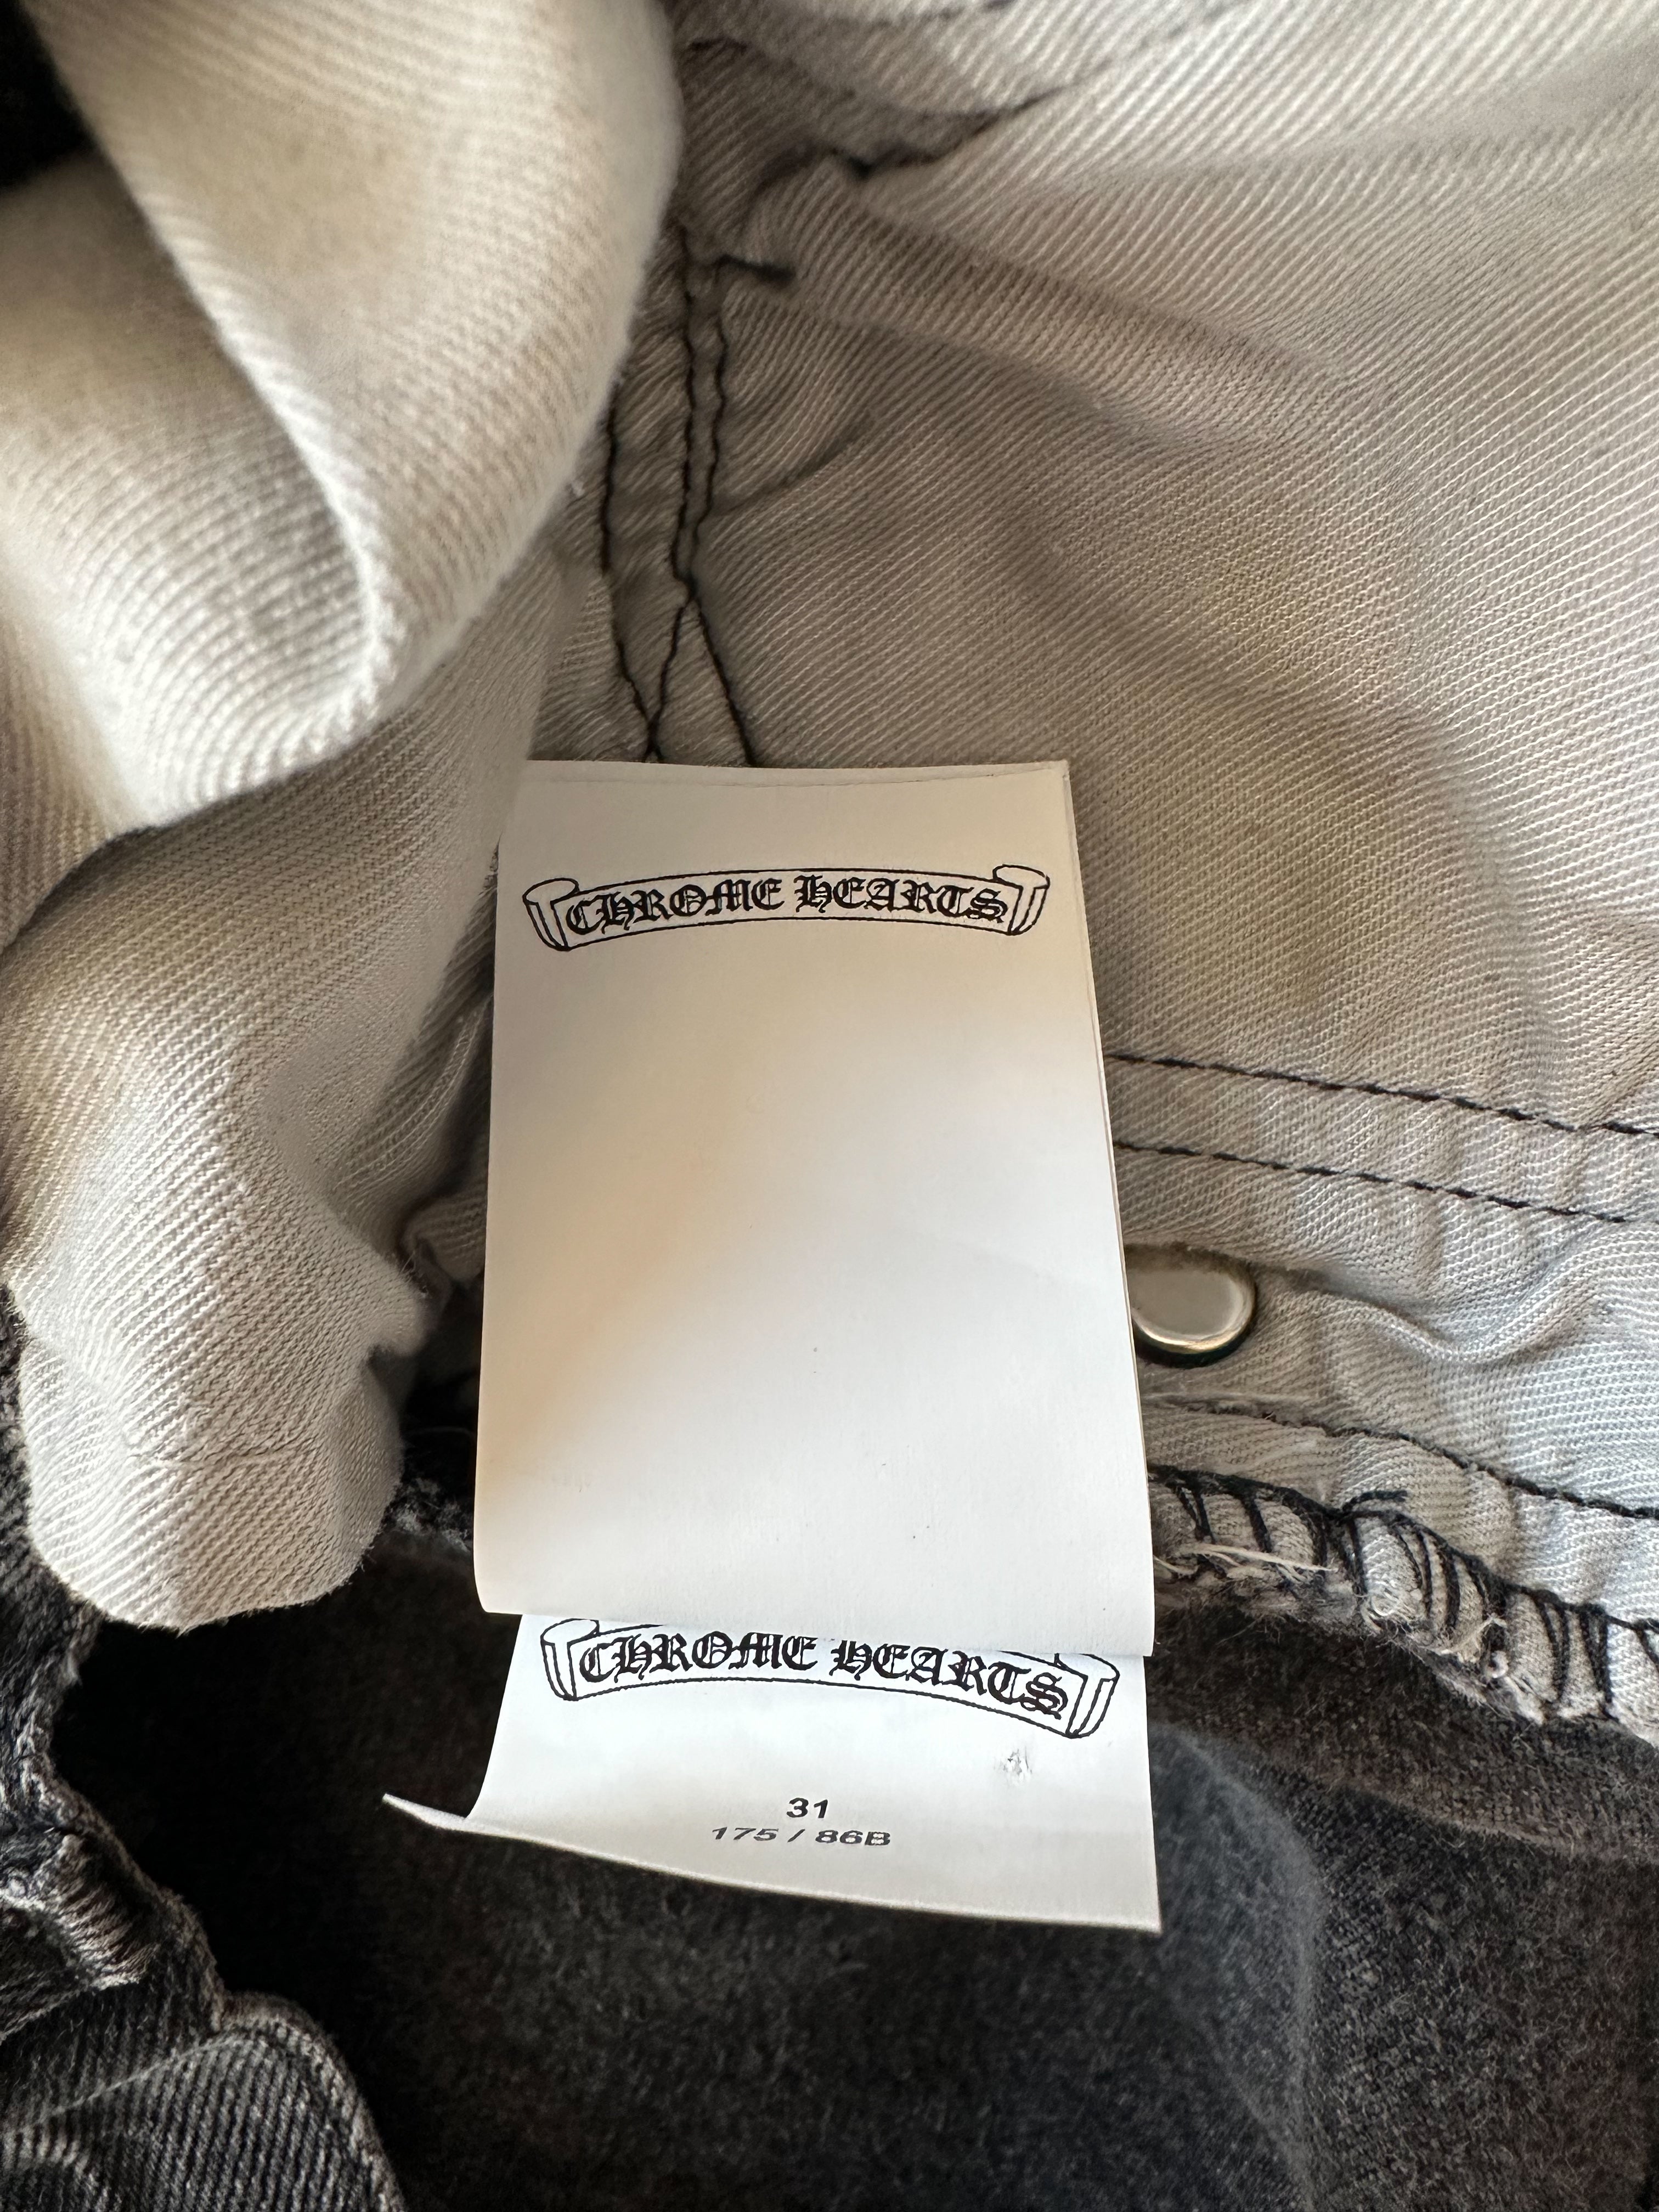 CHROME HEARTS
CHROME HEARTS
31
175 / 86B